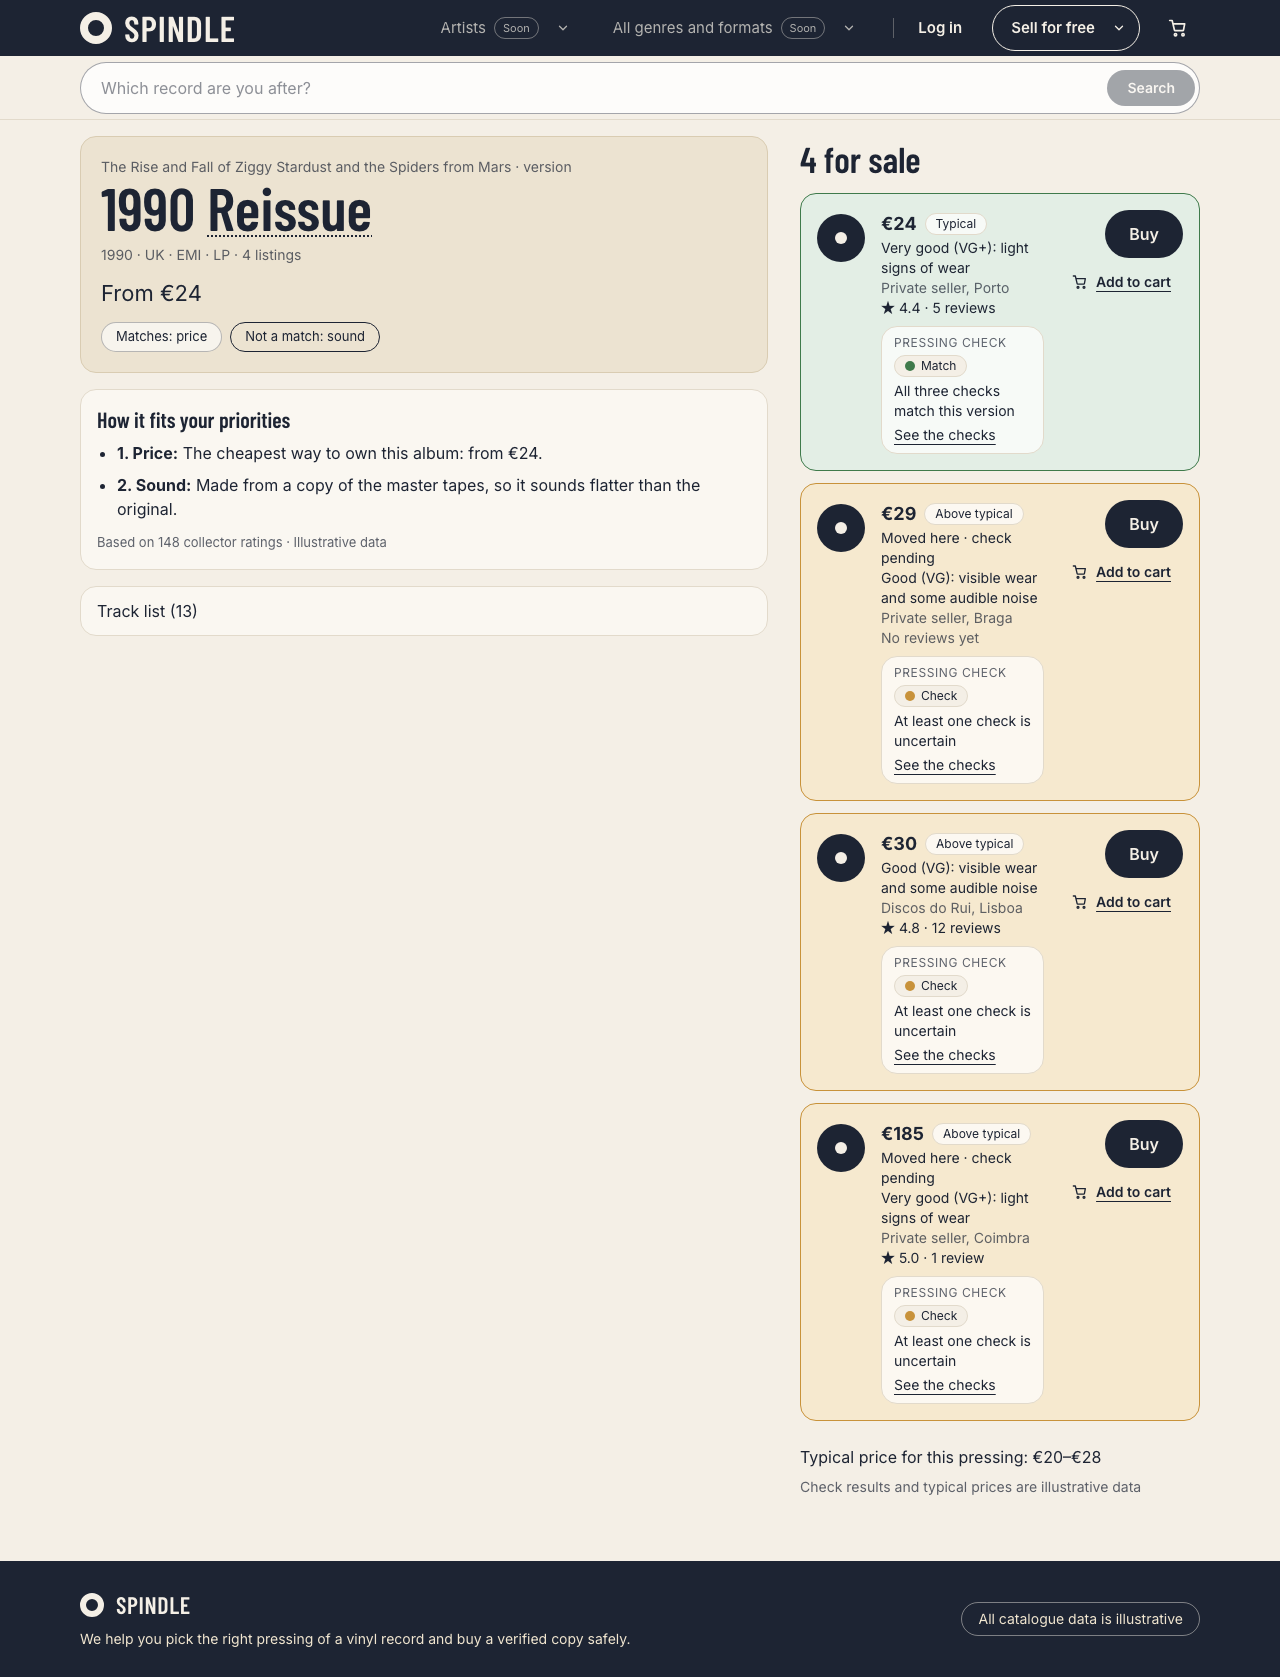 SPINDLE
Artists Soon
All genres and formats Soon
Log in
Sell for free
Which record are you after?
Search
The Rise and Fall of Ziggy Stardust and the Spiders from Mars · version
1990 Reissue
1990 · UK · EMI · LP · 4 listings
From €24
Matches: price
Not a match: sound
How it fits your priorities
• 1. Price: The cheapest way to own this album: from €24.
• 2. Sound: Made from a copy of the master tapes, so it sounds flatter than the
original.
Based on 148 collector ratings · Illustrative data
Track list (13)
4 for sale
€24 Typical
Very good (VG+): light
signs of wear
Private seller, Porto
★ 4.4 · 5 reviews
PRESSING CHECK
Match
All three checks
match this version
See the checks
Buy
Add to cart
€29 Above typical
Moved here · check
pending
Good (VG): visible wear
and some audible noise
Private seller, Braga
No reviews yet
PRESSING CHECK
Check
At least one check is
uncertain
See the checks
Buy
Add to cart
€30 Above typical
Good (VG): visible wear
and some audible noise
Discos do Rui, Lisboa
★ 4.8 · 12 reviews
PRESSING CHECK
Check
At least one check is
uncertain
See the checks
Buy
Add to cart
€185 Above typical
Moved here · check
pending
Very good (VG+): light
signs of wear
Private seller, Coimbra
★ 5.0 · 1 review
PRESSING CHECK
Check
At least one check is
uncertain
See the checks
Buy
Add to cart
Typical price for this pressing: €20–€28
Check results and typical prices are illustrative data
SPINDLE
We help you pick the right pressing of a vinyl record and buy a verified copy safely.
All catalogue data is illustrative